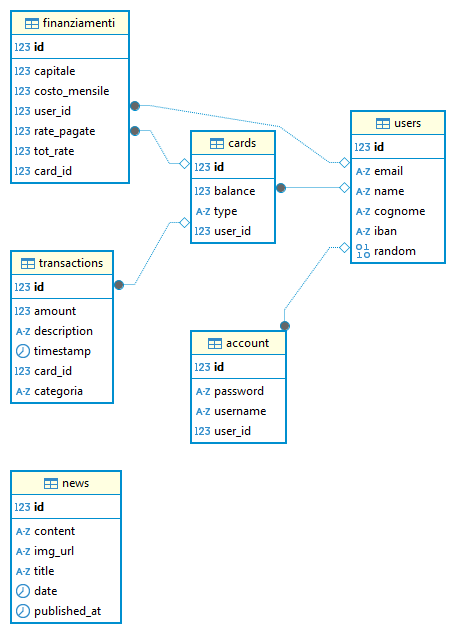 finanziamenti
123 id
123 capitale
123 costo_mensile
123 user_id
123 rate_pagate
123 tot_rate
123 card_id
users
123 id
A-Z email
A-Z name
A-Z cognome
A-Z iban
01 10 random
cards
123 id
123 balance
A-Z type
123 user_id
transactions
123 id
123 amount
A-Z description
timestamp
123 card_id
A-Z categoria
account
123 id
A-Z password
A-Z username
123 user_id
news
123 id
A-Z content
A-Z img_url
A-Z title
date
published_at